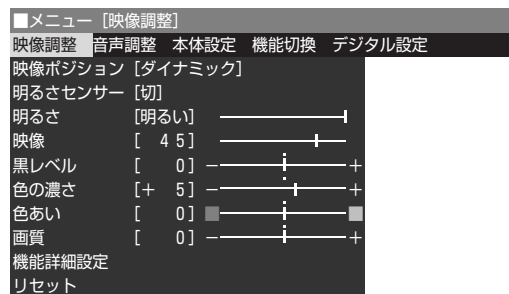 ■メニュー [映像調整]
映像調整 音声調整 本体設定 機能切換 デジタル設定
映像ポジション [ダイナミック]
明るさセンサー [切]
明るさ [明るい]
映像 [ 45]
黒レベル [ 0] − +
色の濃さ [+ 5] − +
色あい [ 0]
画質 [ 0] − +
機能詳細設定
リセット